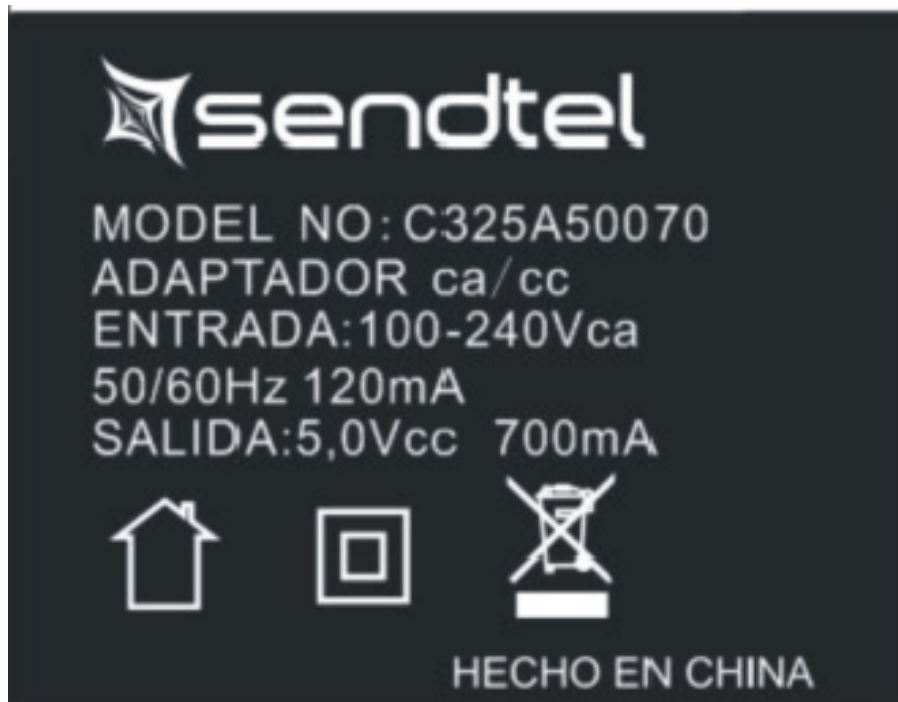 sendtel
MODEL NO: C325A50070
ADAPTADOR ca/cc
ENTRADA:100-240Vca
50/60Hz 120mA
SALIDA:5,0Vcc 700mA
HECHO EN CHINA